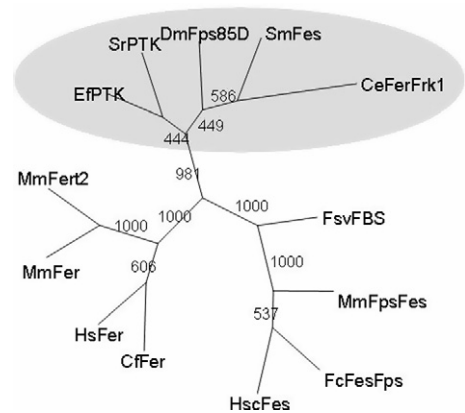 DmFps85D
SmFes
SrPTK
CeFerFrk1
EfPTK
586
449
444
981
MmFert2
1000
1000
1000
FsvFBS
MmFer
606
1000
MmFpsFes
537
HsFer
CfFer
FcFesFps
HscFes